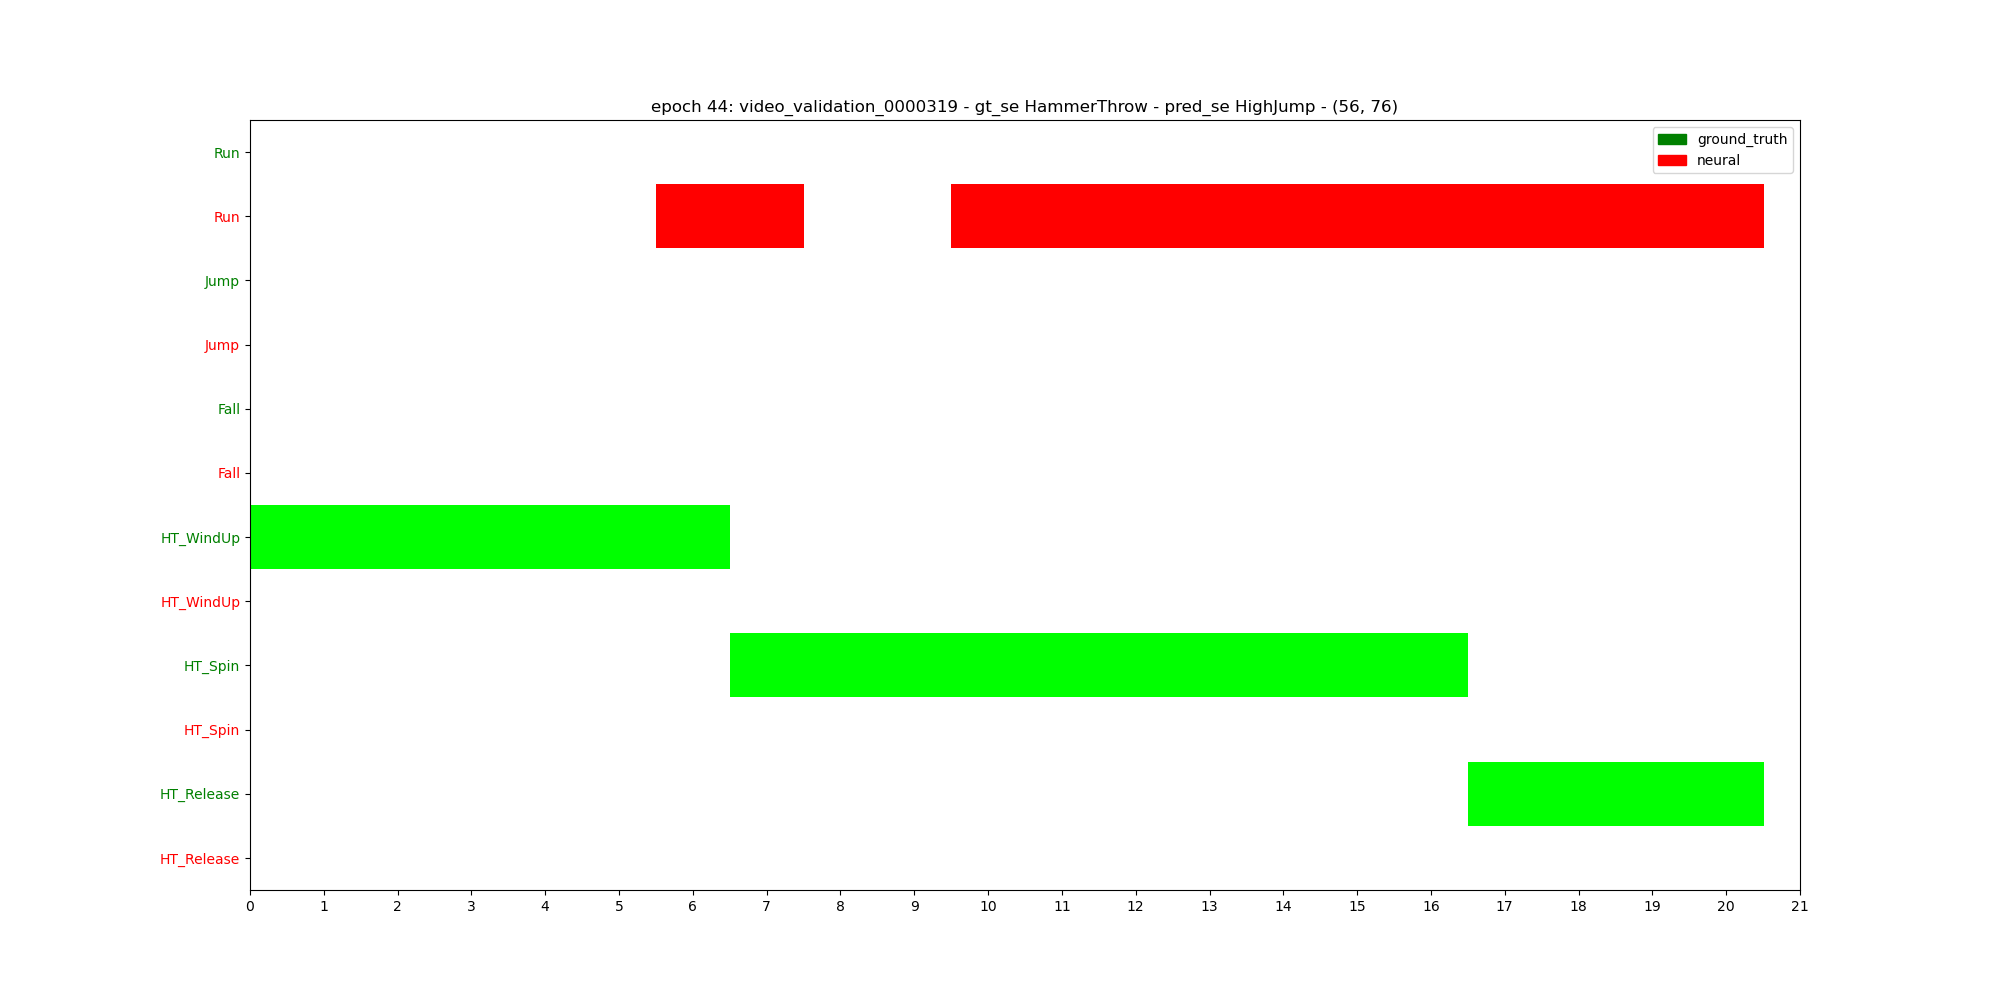 epoch 44: video_validation_0000319 - gt_se HammerThrow - pred_se HighJump - (56, 76)
ground_truth
neural
Run
Run
Jump
Jump
Fall
Fall
HT_WindUp
HT_WindUp
HT_Spin
HT_Spin
HT_Release
HT_Release
0 1 2 3 4 5 6 7 8 9 10 11 12 13 14 15 16 17 18 19 20 21